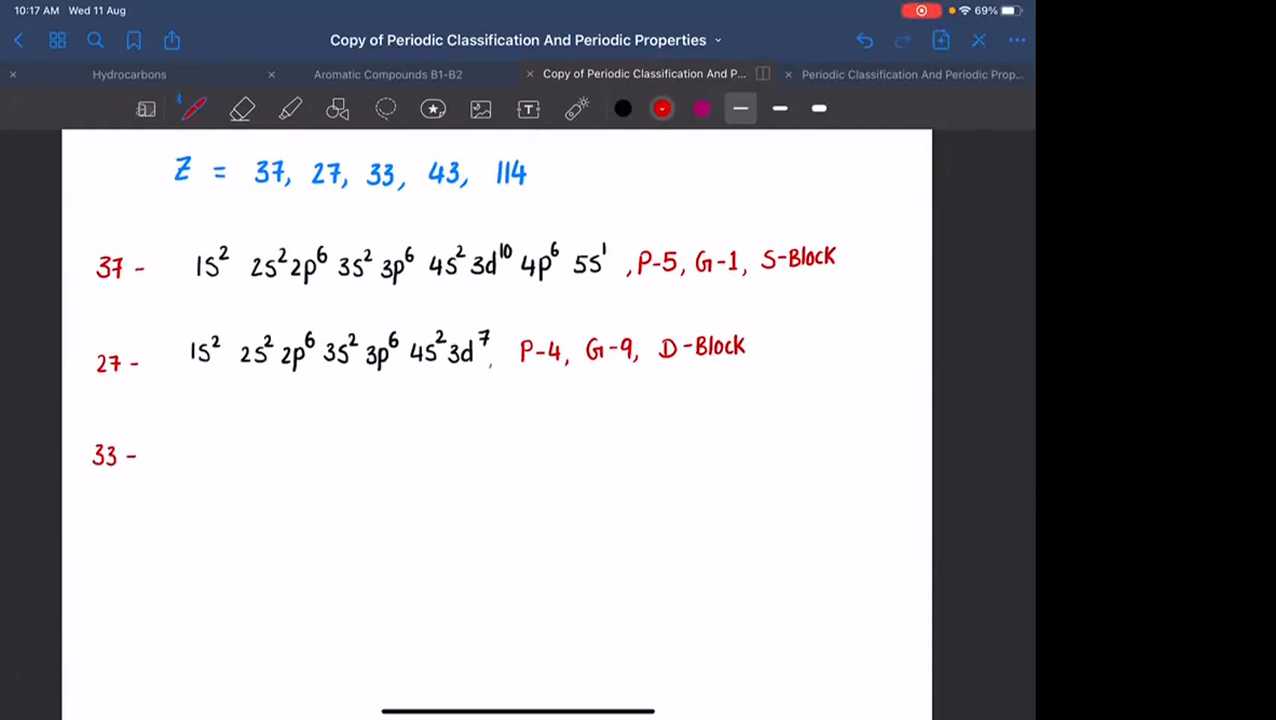 10:17 AM Wed 11 Aug 69%
Copy of Periodic Classification And Periodic Properties
Hydrocarbons Aromatic Compounds B1-B2 Copy of Periodic Classification And P... Periodic Classification And Periodic Prop...
Z = 37, 27, 33, 43, 114
37 - 1s² 2s² 2p⁶ 3s² 3p⁶ 4s² 3d¹⁰ 4p⁶ 5s¹ , P-5, G-1, S-Block
27 - 1s² 2s² 2p⁶ 3s² 3p⁶ 4s² 3d⁷, P-4, G-9, D-Block
33 -